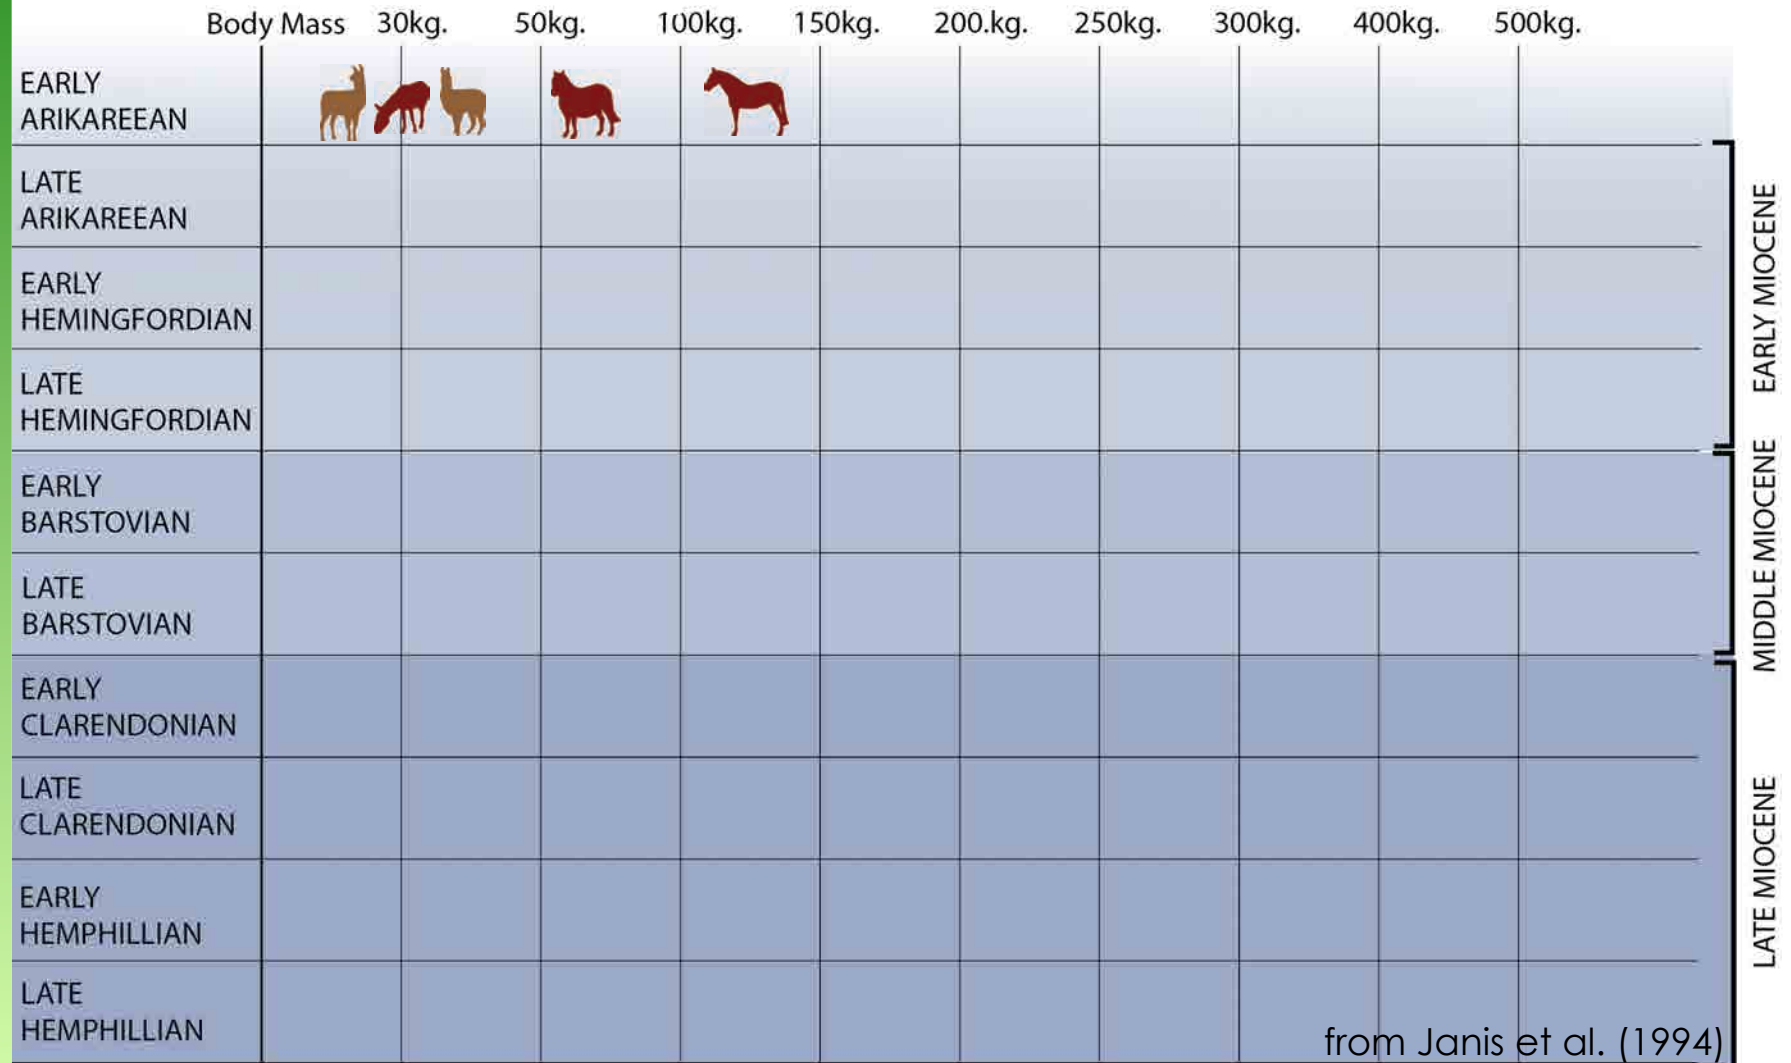 Body Mass 30kg. 50kg. 100kg. 150kg. 200.kg. 250kg. 300kg. 400kg. 500kg.
EARLY
ARIKAREEAN
LATE
ARIKAREEAN
EARLY
HEMINGFORDIAN
LATE
HEMINGFORDIAN
EARLY
BARSTOVIAN
LATE
BARSTOVIAN
EARLY
CLARENDONIAN
LATE
CLARENDONIAN
EARLY
HEMPHILLIAN
LATE
HEMPHILLIAN
EARLY MIOCENE
MIDDLE MIOCENE
LATE MIOCENE
from Janis et al. (1994)